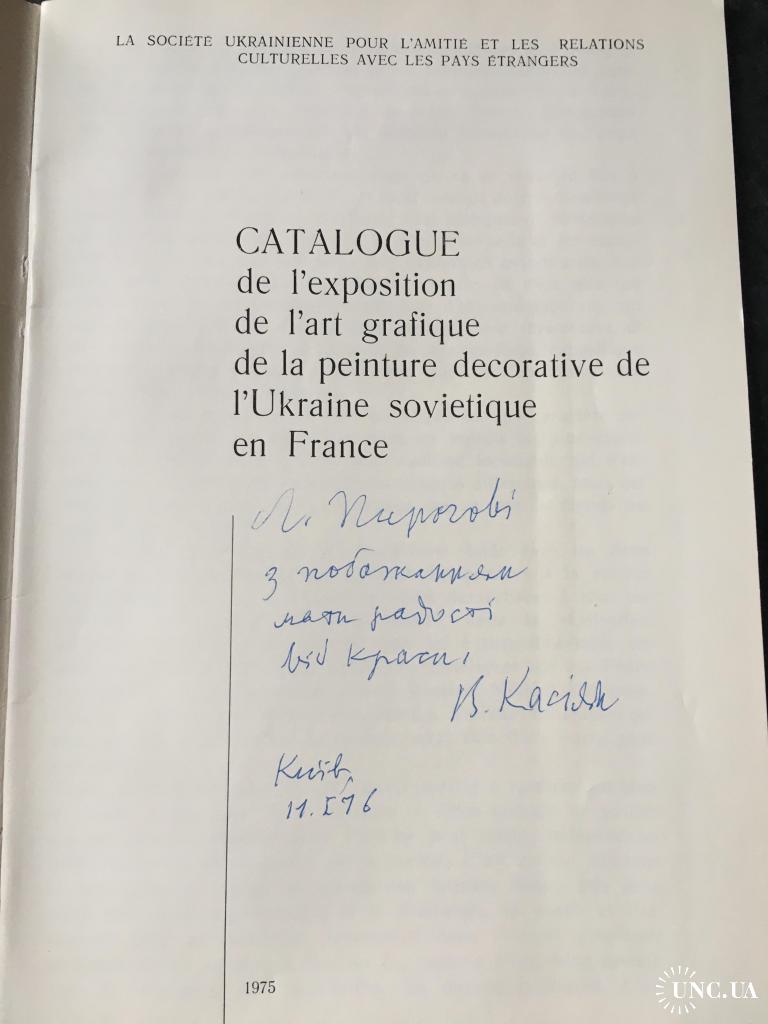 LA SOCIÉTÉ UKRAINIENNE POUR L'AMITIÉ ET LES RELATIONS
CULTURELLES AVEC LES PAYS ÉTRANGERS
CATALOGUE
de l'exposition
de l'art grafique
de la peinture decorative de
l'Ukraine sovietique
en France
Л. Пирогові
з побажанням
мати радості
від краси,
В. Касіян
Київ,
11.I 76
1975
UNC.UA